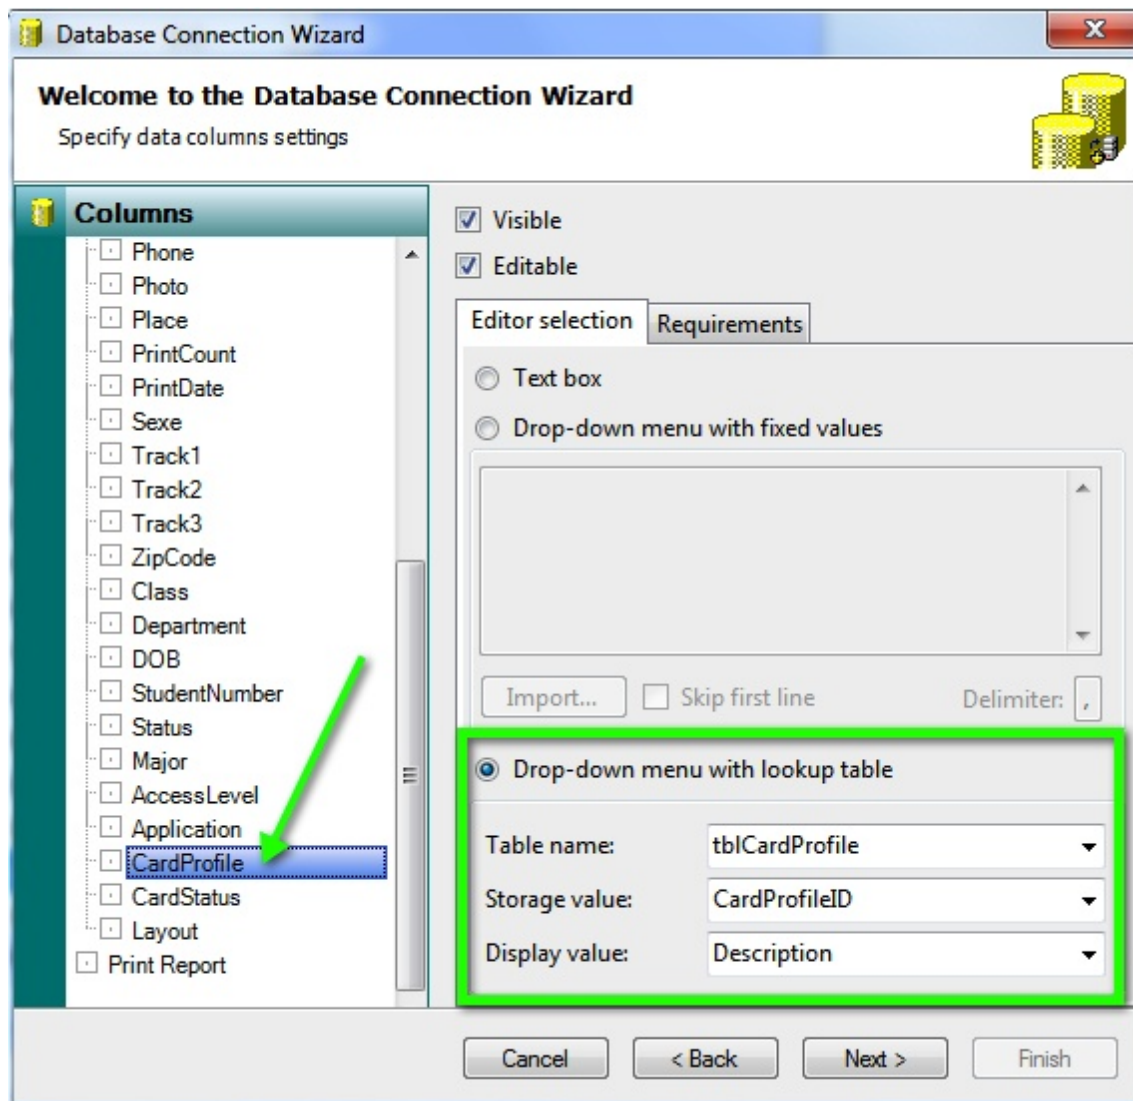 Database Connection Wizard
Welcome to the Database Connection Wizard
Specify data columns settings
Columns
Phone
Photo
Place
PrintCount
PrintDate
Sexe
Track1
Track2
Track3
ZipCode
Class
Department
DOB
StudentNumber
Status
Major
AccessLevel
Application
CardProfile
CardStatus
Layout
Print Report
Visible
Editable
Editor selection Requirements
Text box
Drop-down menu with fixed values
Import... Skip first line Delimiter: ,
Drop-down menu with lookup table
Table name: tblCardProfile
Storage value: CardProfileID
Display value: Description
Cancel < Back Next > Finish